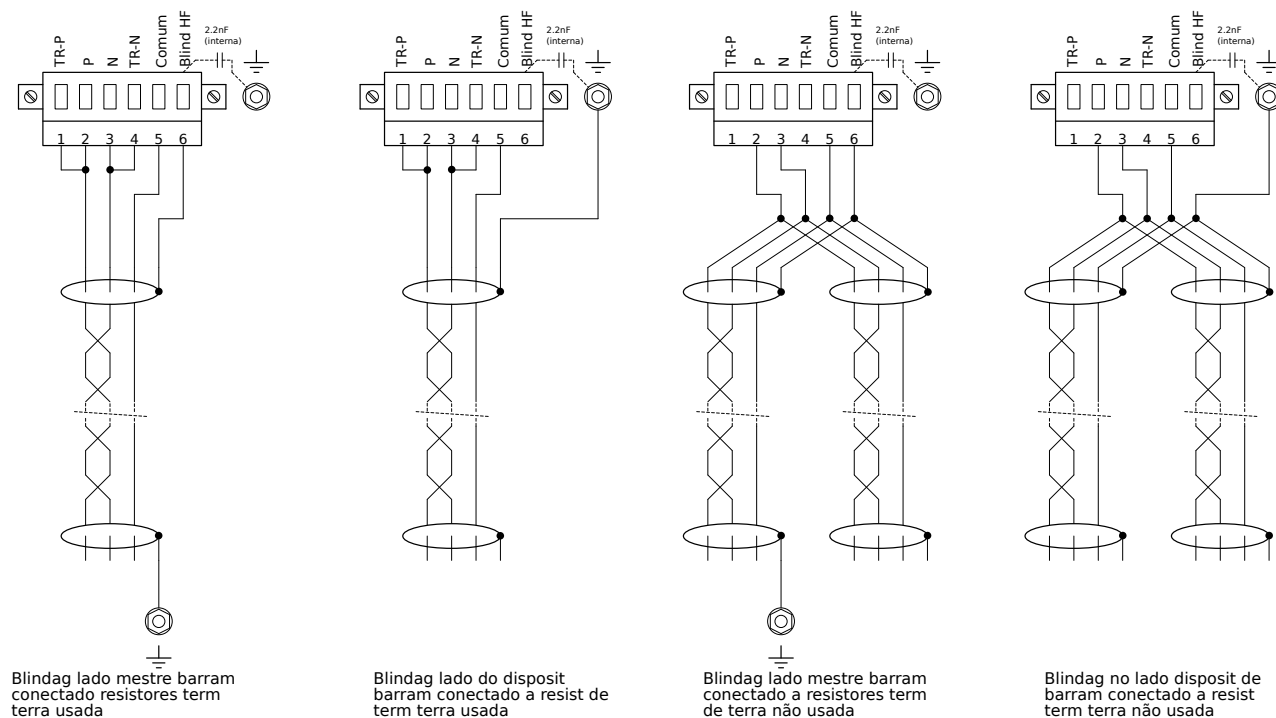 TR-P
P
N
TR-N
Comum
Blind HF
2.2nF
(interna)
1 2 3 4 5 6
Blindag lado mestre barram
conectado resistores term
terra usada
TR-P
P
N
TR-N
Comum
Blind HF
2.2nF
(interna)
1 2 3 4 5 6
Blindag lado do disposit
barram conectado a resist de
term terra usada
TR-P
P
N
TR-N
Comum
Blind HF
2.2nF
(interna)
1 2 3 4 5 6
Blindag lado mestre barram
conectado a resistores term
de terra não usada
TR-P
P
N
TR-N
Comum
Blind HF
2.2nF
(interna)
1 2 3 4 5 6
Blindag no lado disposit de
barram conectado a resist
term terra não usada